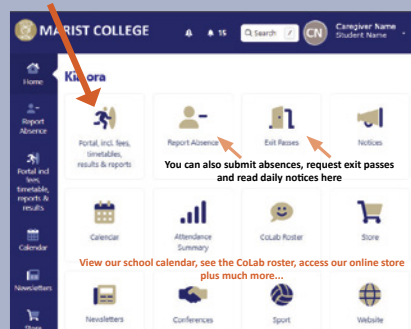 MARIST COLLEGE
15
Search /
CN
Caregiver Name
Student Name
Home
Kia ora
Report
Absence
Portal incl
fees,
timetable,
reports &
results
Calendar
Newsletters
Store
Portal, incl. fees,
timetables,
results & reports
Report Absence
Exit Passes
Notices
You can also submit absences, request exit passes
and read daily notices here
Calendar
Attendance
Summary
CoLab Roster
Store
View our school calendar, see the CoLab roster, access our online store
plus much more...
Newsletters
Conferences
Sport
Website